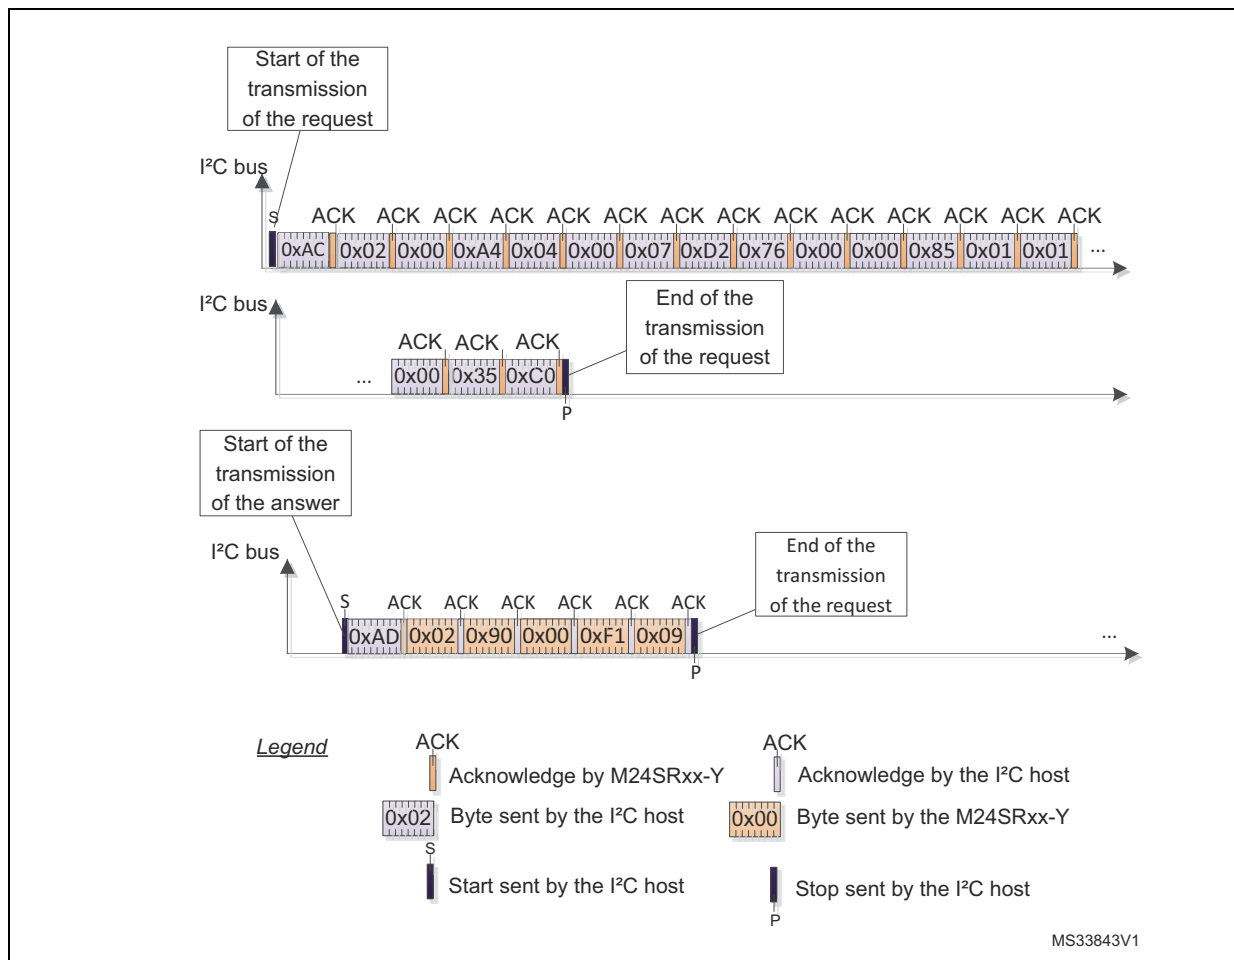 Start of the
transmission
of the request
I²C bus
S
ACK ACK ACK ACK ACK ACK ACK ACK ACK ACK ACK ACK ACK ACK
0xAC 0x02 0x00 0xA4 0x04 0x00 0x07 0xD2 0x76 0x00 0x00 0x85 0x01 0x01 ...
I²C bus
End of the
transmission
of the request
ACK ACK ACK
... 0x00 0x35 0xC0
P
Start of the
transmission
of the answer
I²C bus
End of the
transmission
of the request
S ACK ACK ACK ACK ACK ACK
0xAD 0x02 0x90 0x00 0xF1 0x09 ...
P
Legend
ACK
Acknowledge by M24SRxx-Y
ACK
Acknowledge by the I²C host
0x02 Byte sent by the I²C host
0x00 Byte sent by the M24SRxx-Y
S
Start sent by the I²C host
Stop sent by the I²C host
P
MS33843V1